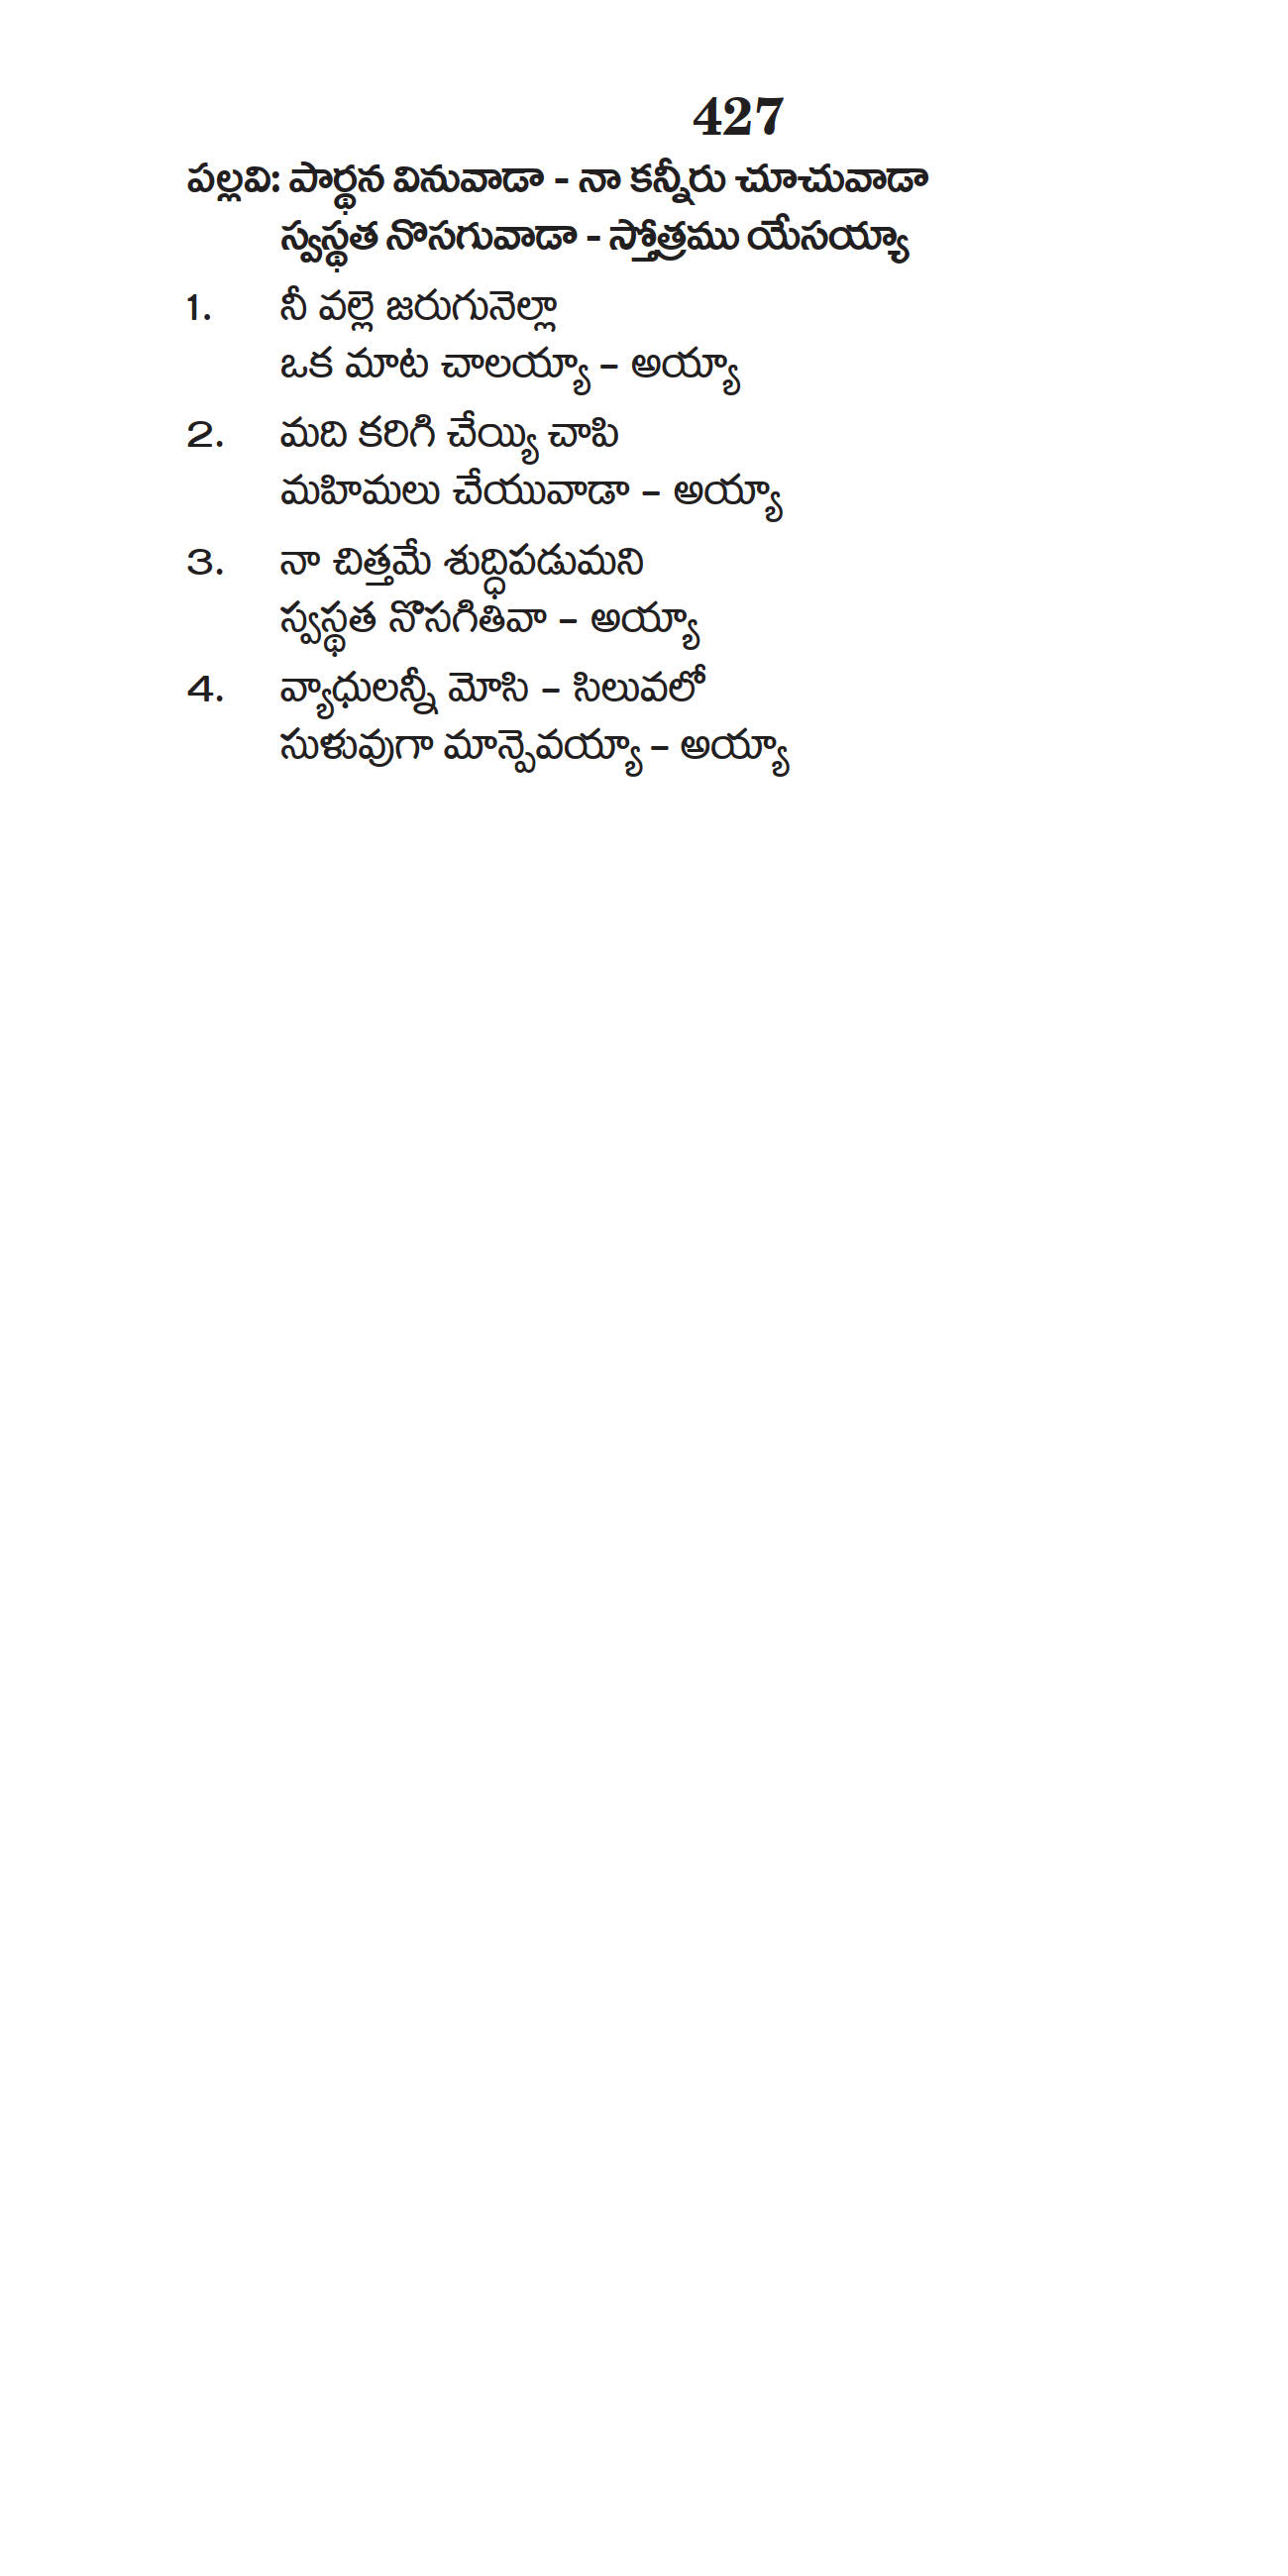 427
పల్లవి: పార్థన వినువాడా - నా కన్నీరు చూచువాడా
స్వస్థత నొసగువాడా - స్తోత్రము యేసయ్యా
1. నీ వల్లె జరుగునెల్లా
ఒక మాట చాలయ్యా – అయ్యా
2. మది కరిగి చేయ్యి చాపి
మహిమలు చేయువాడా – అయ్యా
3. నా చిత్తమే శుద్ధిపడుమని
స్వస్థత నొసగితివా – అయ్యా
4. వ్యాధులన్నీ మోసి – సిలువలో
సుళువుగా మాన్పెవయ్యా – అయ్యా